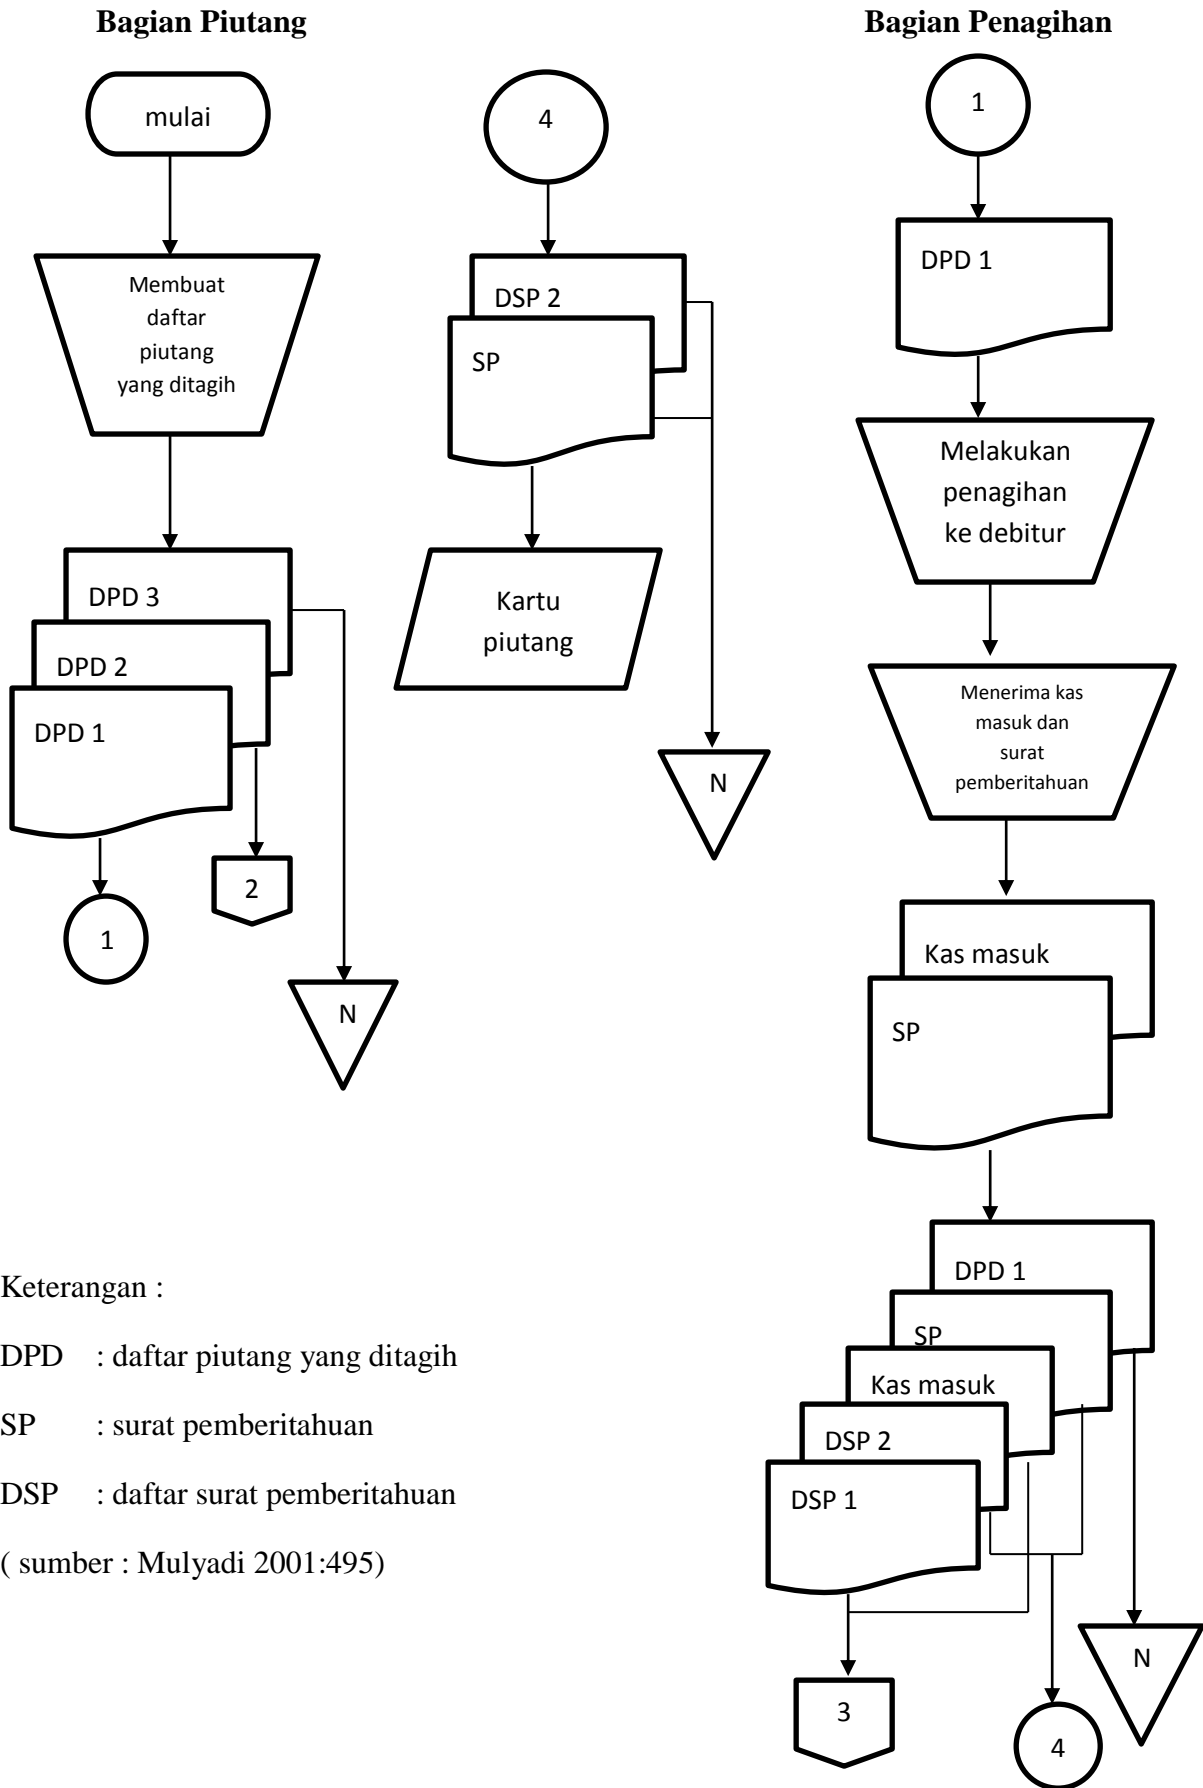 Bagian Piutang
mulai
Membuat
daftar
piutang
yang ditagih
DPD 3
DPD 2
DPD 1
2
1
N
4
DSP 2
SP
Kartu
piutang
N
Bagian Penagihan
1
DPD 1
Melakukan
penagihan
ke debitur
Menerima kas
masuk dan
surat
pemberitahuan
Kas masuk
SP
DPD 1
SP
Kas masuk
DSP 2
DSP 1
N
3
4
Keterangan :
DPD : daftar piutang yang ditagih
SP : surat pemberitahuan
DSP : daftar surat pemberitahuan
( sumber : Mulyadi 2001:495)